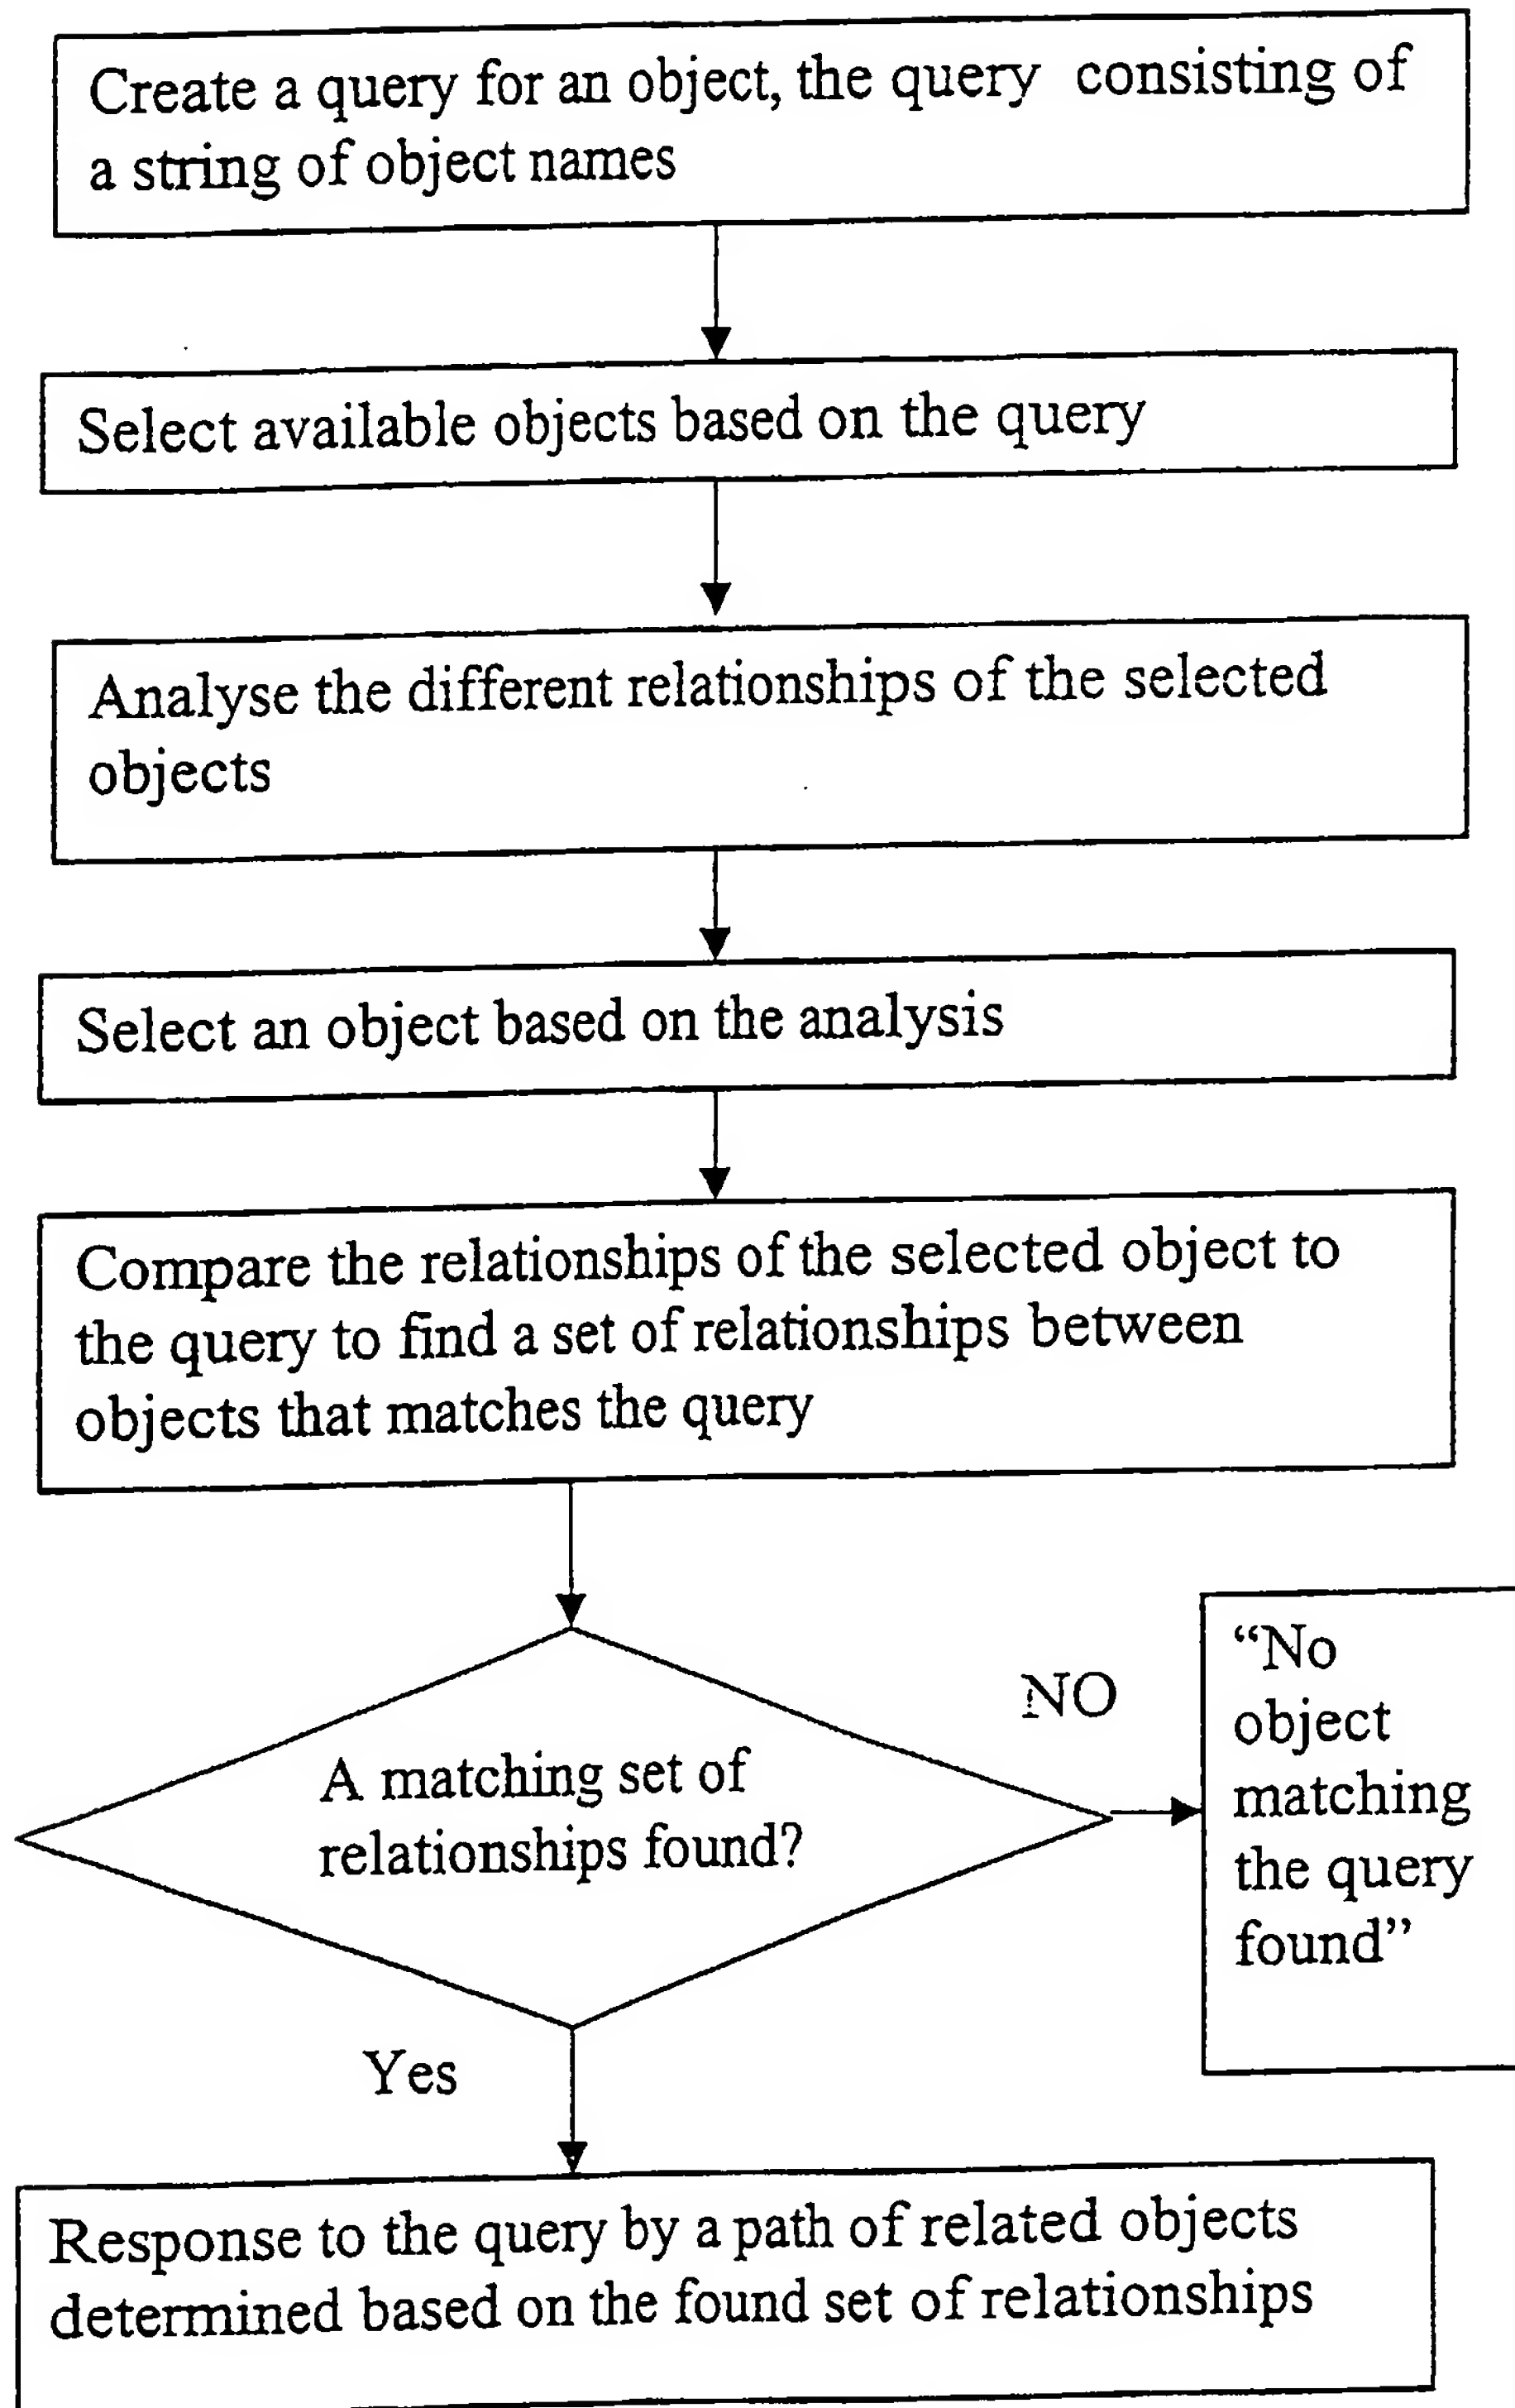 Create a query for an object, the query consisting of
a string of object names
Select available objects based on the query
Analyse the different relationships of the selected
objects
Select an object based on the analysis
Compare the relationships of the selected object to
the query to find a set of relationships between
objects that matches the query
A matching set of
relationships found?
NO
“No
object
matching
the query
found”
Yes
Response to the query by a path of related objects
determined based on the found set of relationships